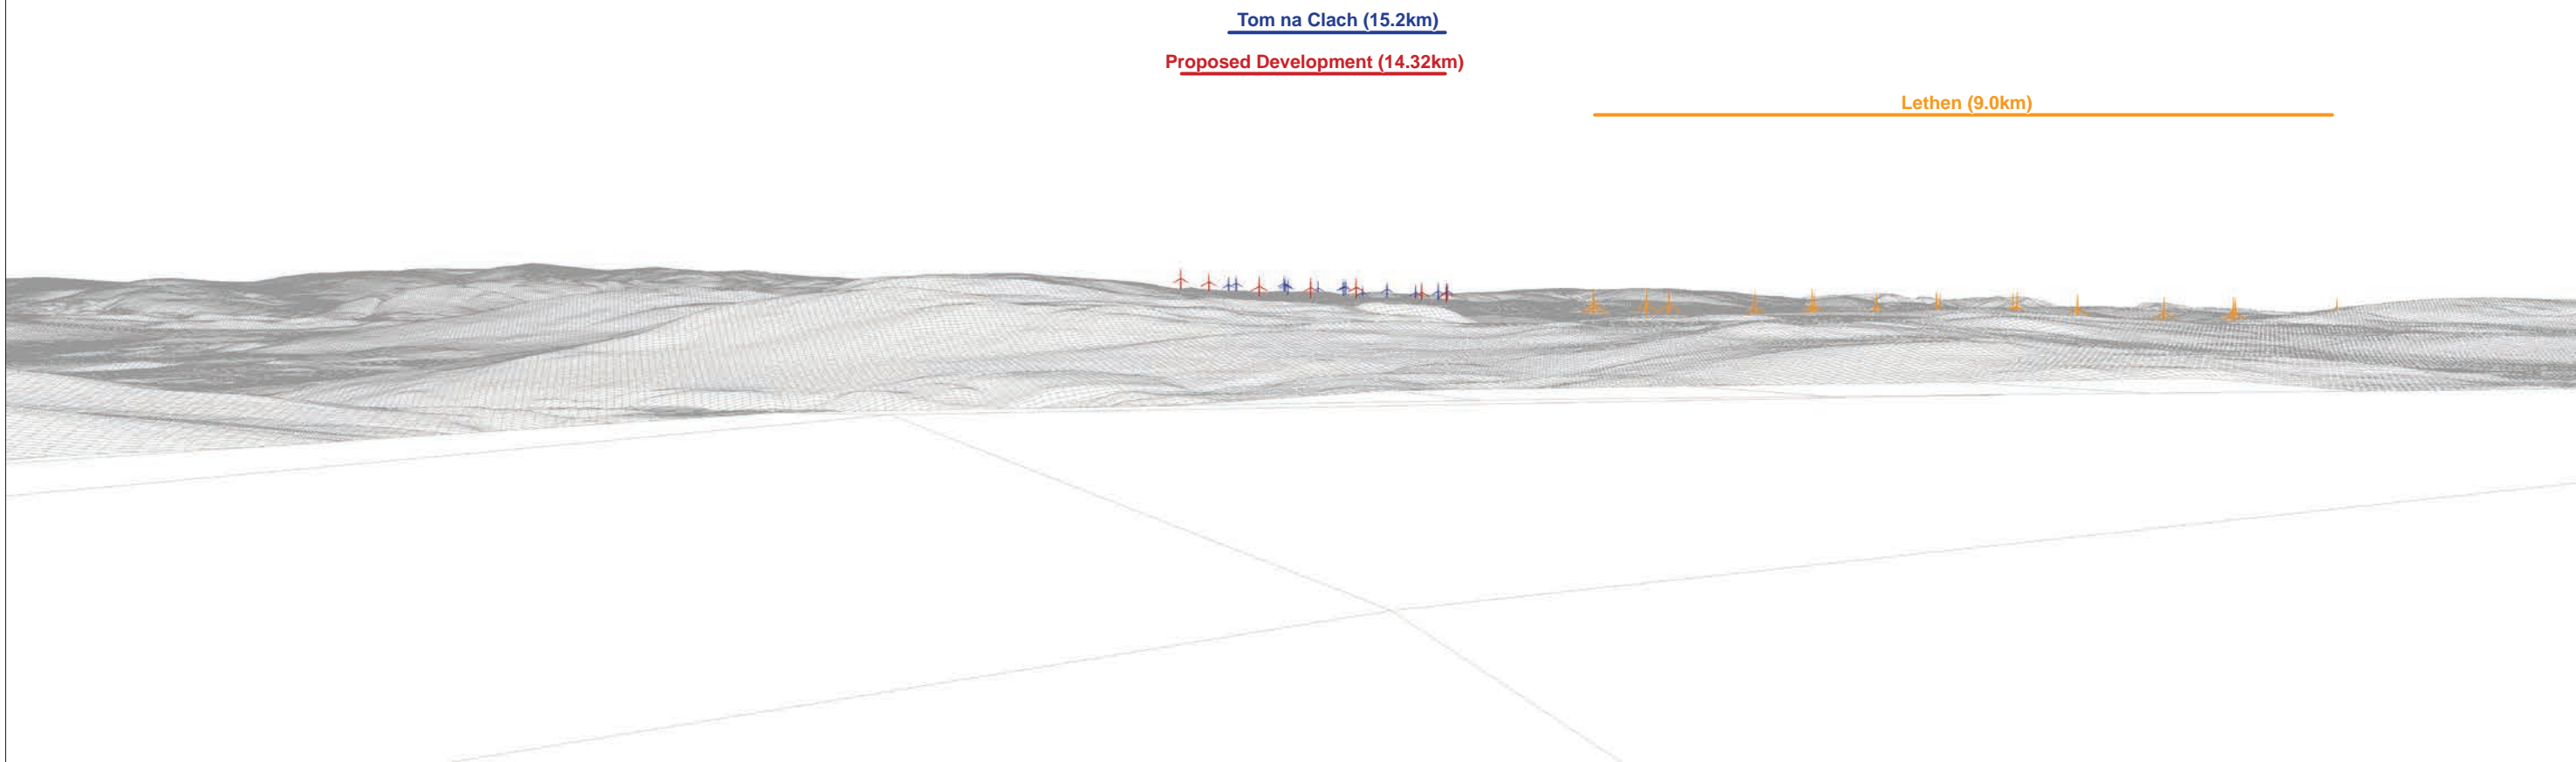 Tom na Clach (15.2km)
Proposed Development (14.32km)
Lethen (9.0km)